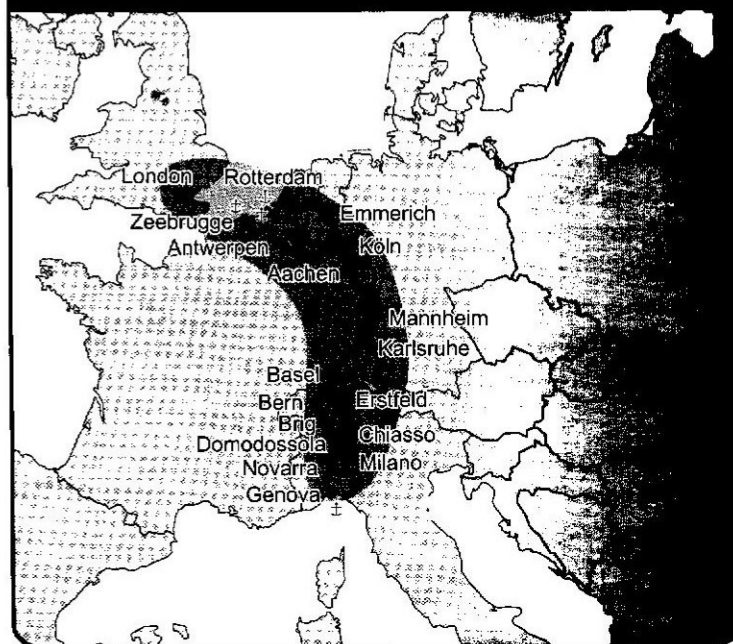 London
Rotterdam
Zeebrugge
Emmerich
Antwerpen
Köln
Aachen
Mannheim
Karlsruhe
Basel
Bern
Erstfeld
Brig
Chiasso
Domodossola
Novarra
Milano
Genova